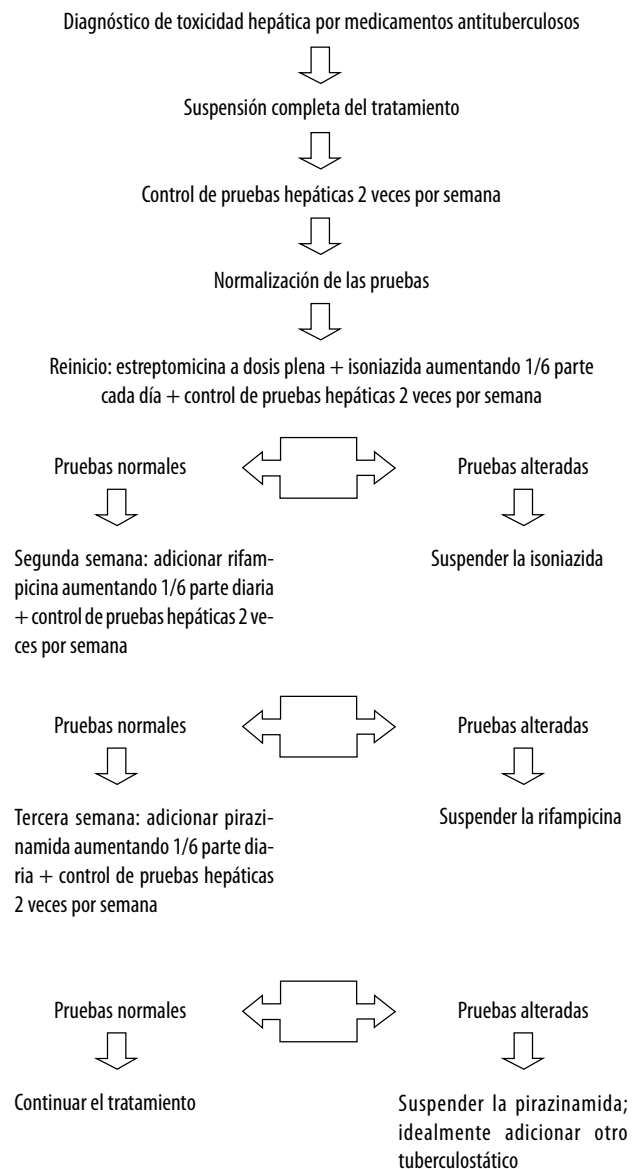 Diagnóstico de toxicidad hepática por medicamentos antituberculosos
Suspensión completa del tratamiento
Control de pruebas hepáticas 2 veces por semana
Normalización de las pruebas
Reinicio: estreptomicina a dosis plena + isoniazida aumentando 1/6 parte
cada día + control de pruebas hepáticas 2 veces por semana
Pruebas normales
Pruebas alteradas
Segunda semana: adicionar rifam-
picina aumentando 1/6 parte diaria
+ control de pruebas hepáticas 2 ve-
ces por semana
Suspender la isoniazida
Pruebas normales
Pruebas alteradas
Tercera semana: adicionar pirazi-
namida aumentando 1/6 parte dia-
ria + control de pruebas hepáticas
2 veces por semana
Suspender la rifampicina
Pruebas normales
Pruebas alteradas
Continuar el tratamiento
Suspender la pirazinamida;
idealmente adicionar otro
tuberculostático